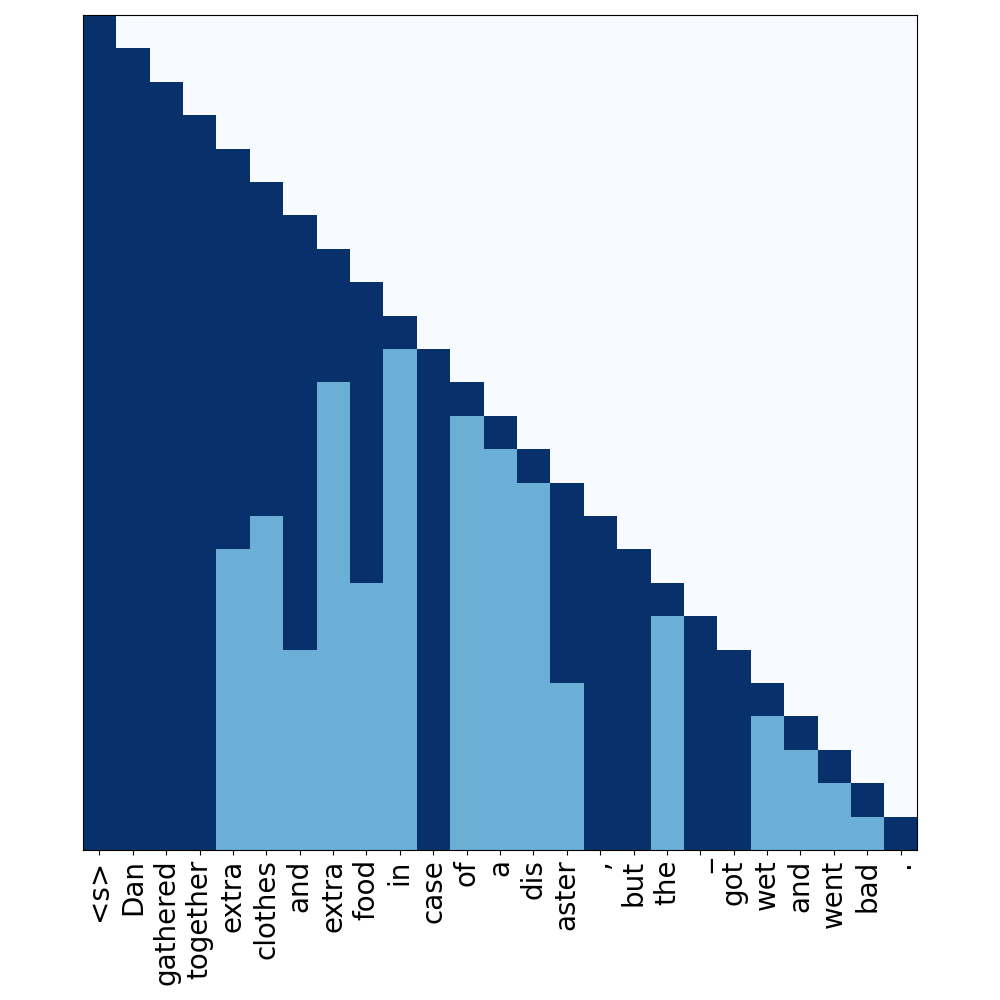 <s> Dan gathered together extra clothes and extra food in case of a dis aster , but the _ got wet and went bad .